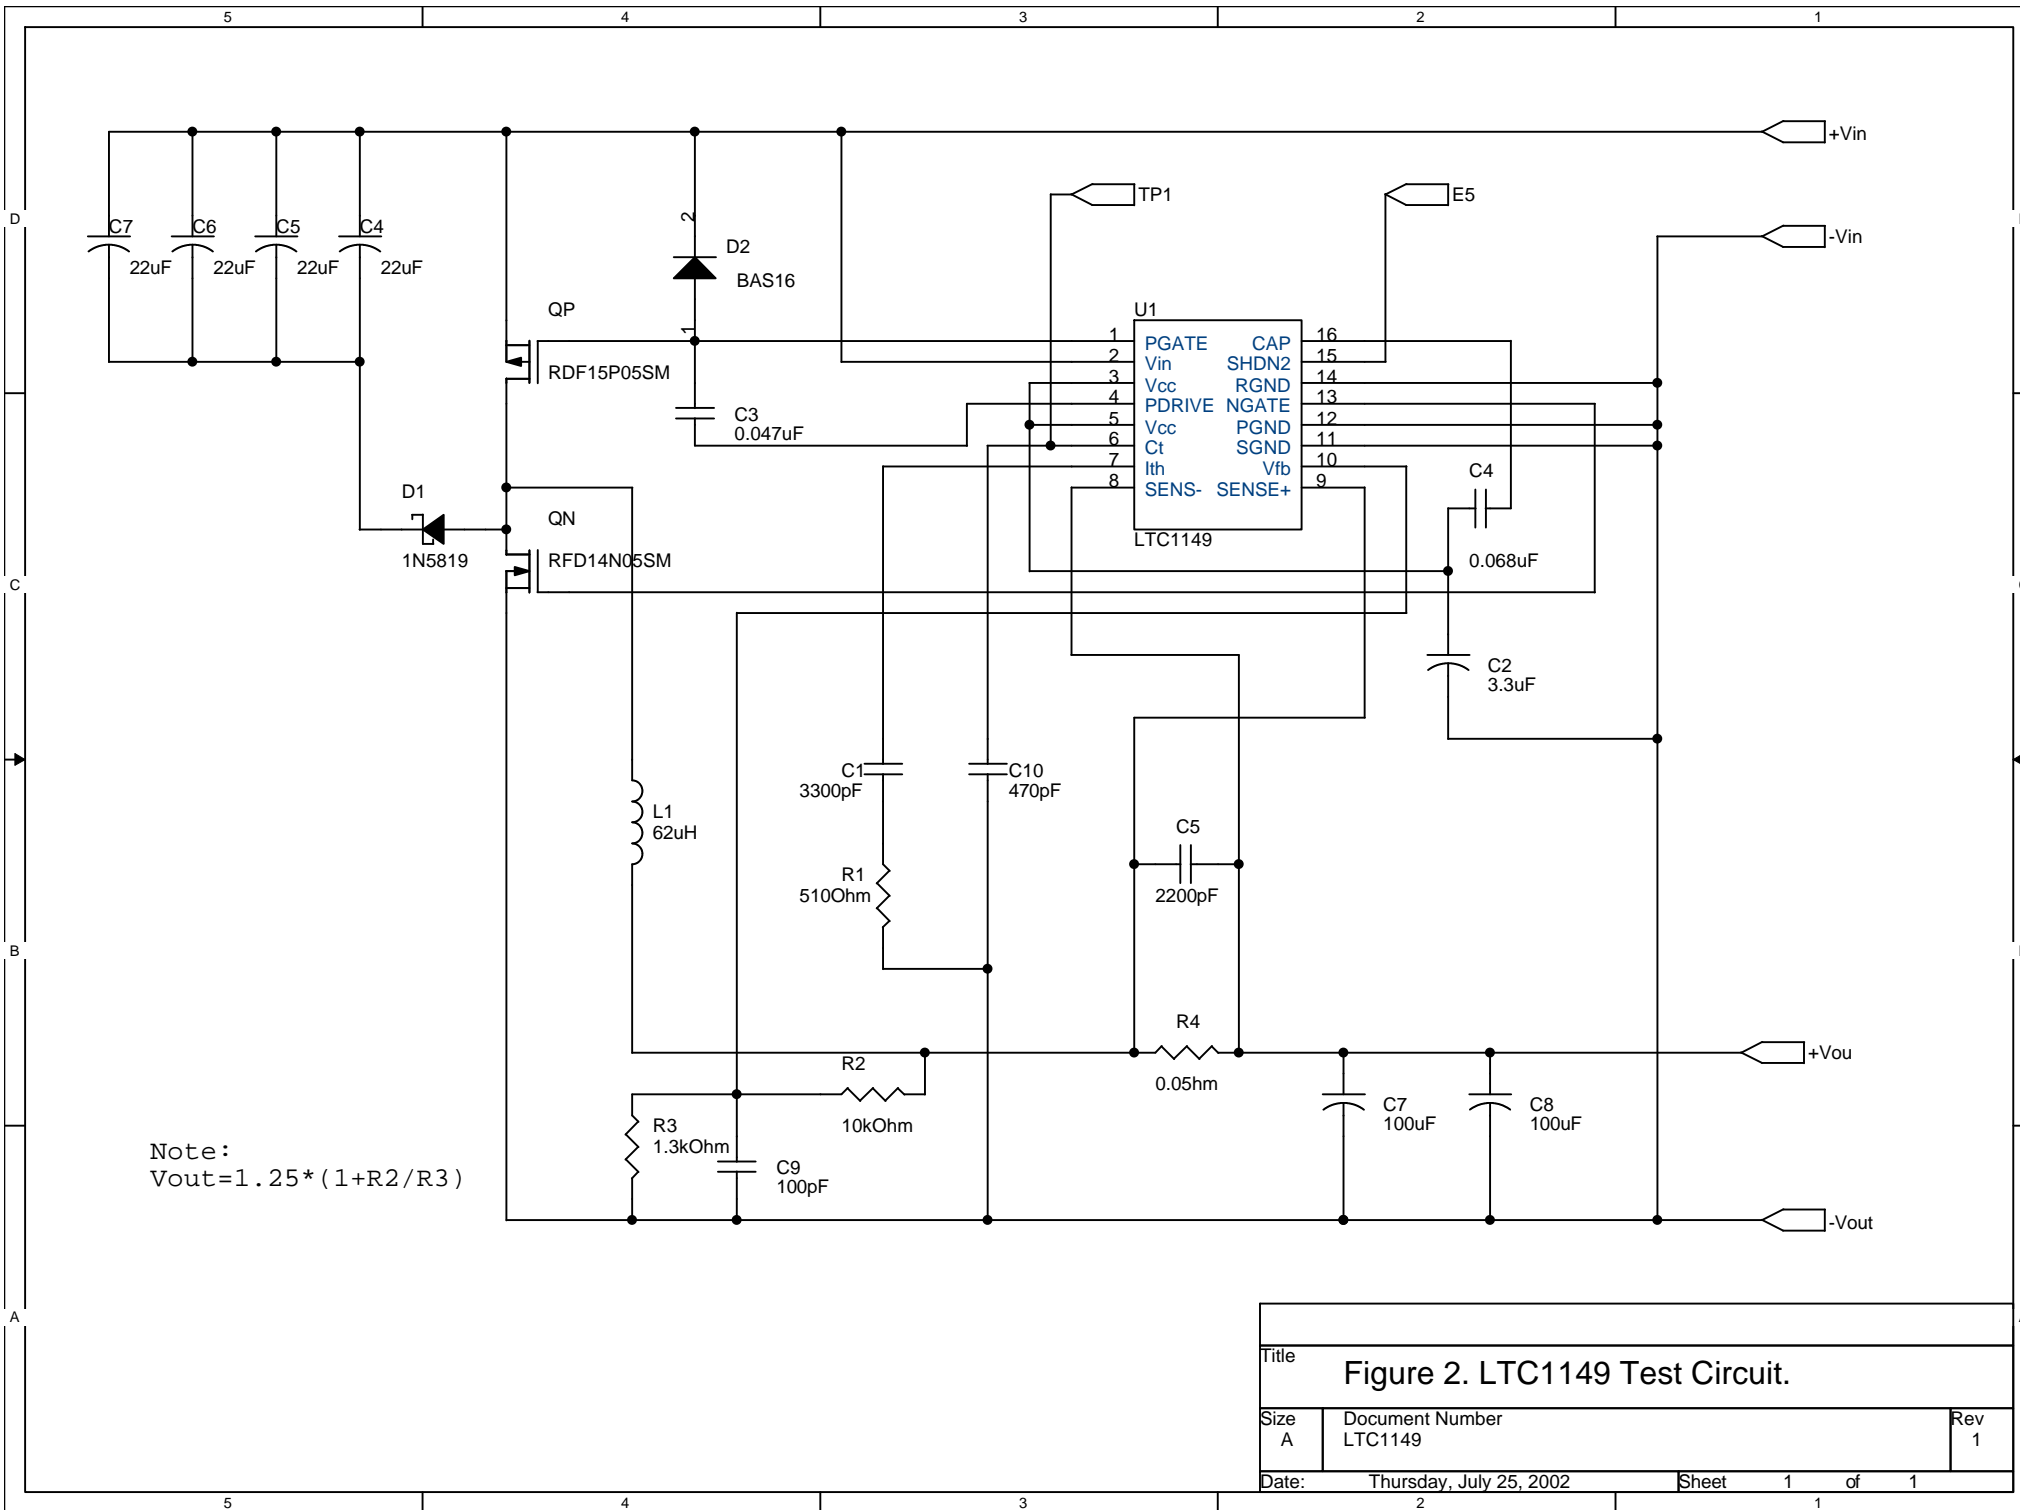 5 4 3 2 1
D
C
B
A
+Vin
TP1
E5
-Vin
C7
22uF
C6
22uF
C5
22uF
C4
22uF
2
D2
BAS16
1
QP
RDF15P05SM
C3
0.047uF
U1
1 PGATE CAP 16
2 Vin SHDN2 15
3 Vcc RGND 14
4 PDRIVE NGATE 13
5 Vcc PGND 12
6 Ct SGND 11
7 Ith Vfb 10
8 SENS- SENSE+ 9
LTC1149
D1
1N5819
QN
RFD14N05SM
C4
0.068uF
C2
3.3uF
C1
3300pF
C10
470pF
L1
62uH
C5
2200pF
R1
510Ohm
R4
0.05hm
+Vou
R2
10kOhm
R3
1.3kOhm
C9
100pF
C7
100uF
C8
100uF
-Vout
Note:
Vout=1.25*(1+R2/R3)
Title
Figure 2. LTC1149 Test Circuit.
Size
A
Document Number
LTC1149
Rev
1
Date: Thursday, July 25, 2002
Sheet 1 of 1
5 4 3 2 1